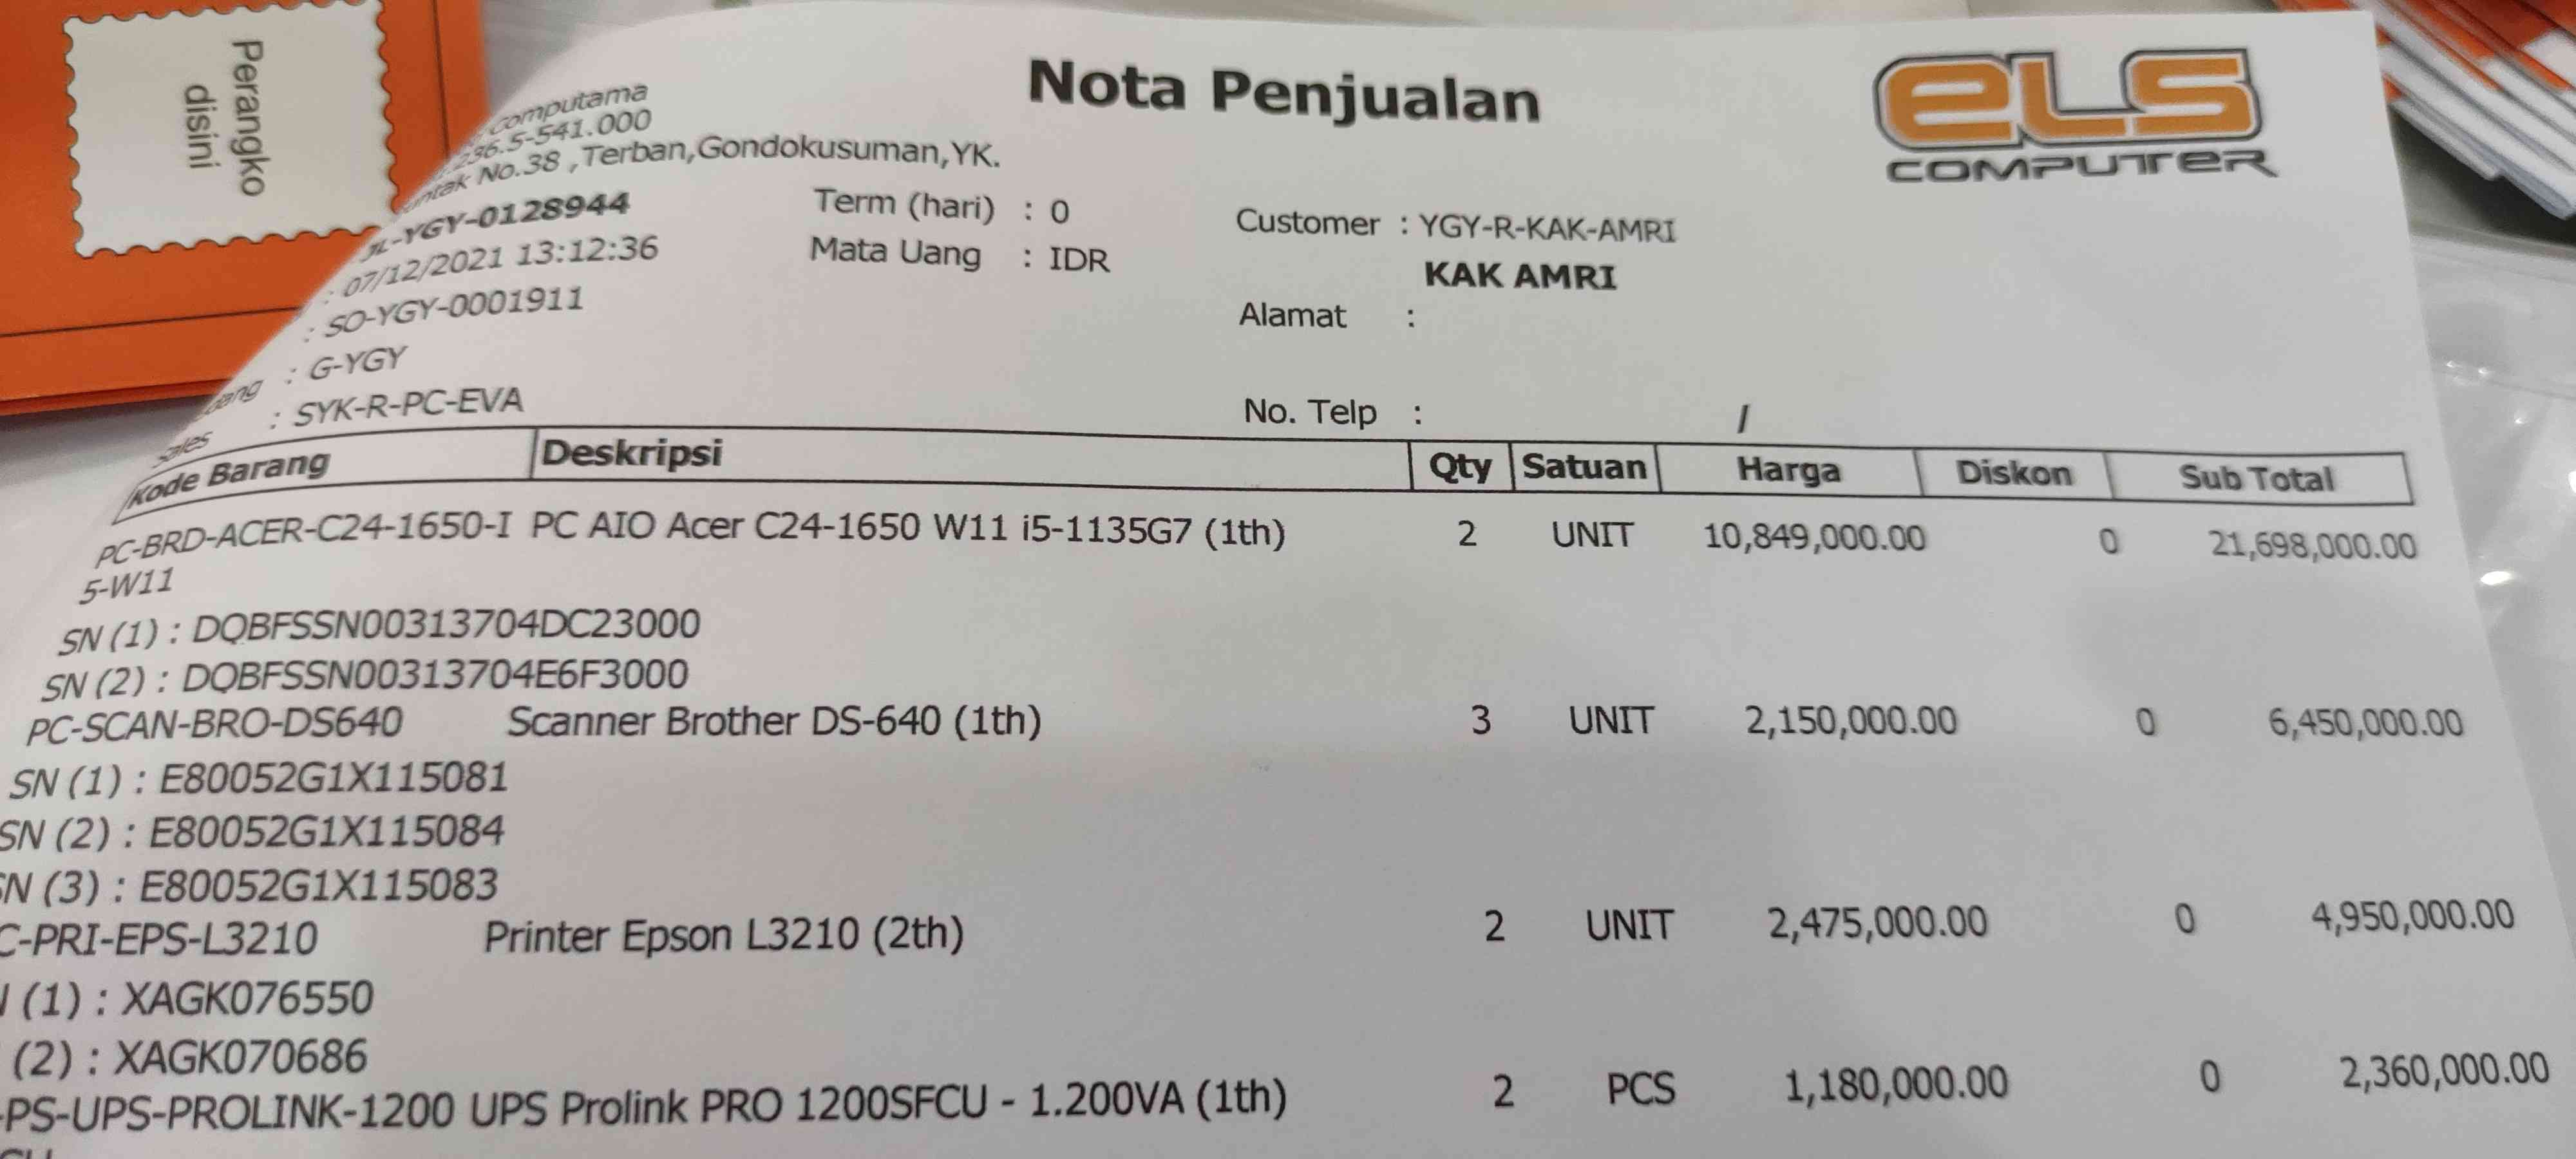 Perangko
disini
Nota Penjualan
eLS
COMPUTER
Computama
236.5-541.000
No.38 ,Terban,Gondokusuman,YK.
JL-YGY-0128944
: 07/12/2021 13:12:36
: SO-YGY-0001911
: G-YGY
: SYK-R-PC-EVA
Term (hari) : 0
Mata Uang : IDR
Customer : YGY-R-KAK-AMRI
KAK AMRI
Alamat :
No. Telp : /
Kode Barang Deskripsi Qty Satuan Harga Diskon Sub Total
PC-BRD-ACER-C24-1650-I PC AIO Acer C24-1650 W11 i5-1135G7 (1th) 2 UNIT 10,849,000.00 0 21,698,000.00
5-W11
SN (1) : DQBFSSN00313704DC23000
SN (2) : DQBFSSN00313704E6F3000
PC-SCAN-BRO-DS640 Scanner Brother DS-640 (1th) 3 UNIT 2,150,000.00 0 6,450,000.00
SN (1) : E80052G1X115081
SN (2) : E80052G1X115084
SN (3) : E80052G1X115083
C-PRI-EPS-L3210 Printer Epson L3210 (2th) 2 UNIT 2,475,000.00 0 4,950,000.00
(1) : XAGK076550
(2) : XAGK070686
-PS-UPS-PROLINK-1200 UPS Prolink PRO 1200SFCU - 1.200VA (1th) 2 PCS 1,180,000.00 0 2,360,000.00